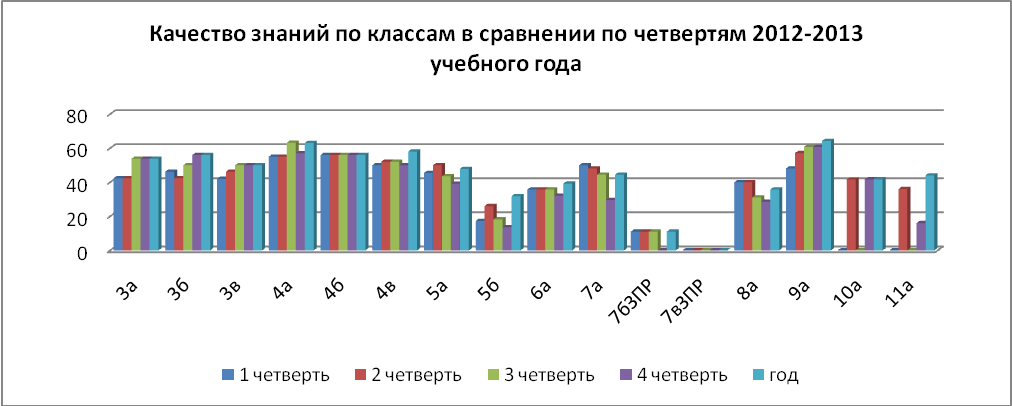 Качество знаний по классам в сравнении по четвертям 2012-2013
учебного года
80
60
40
20
0
3а 3б 3в 4а 4б 4в 5а 5б 6а 7а 7бЗПР 7вЗПР 8а 9а 10а 11а
1 четверть 2 четверть 3 четверть 4 четверть год